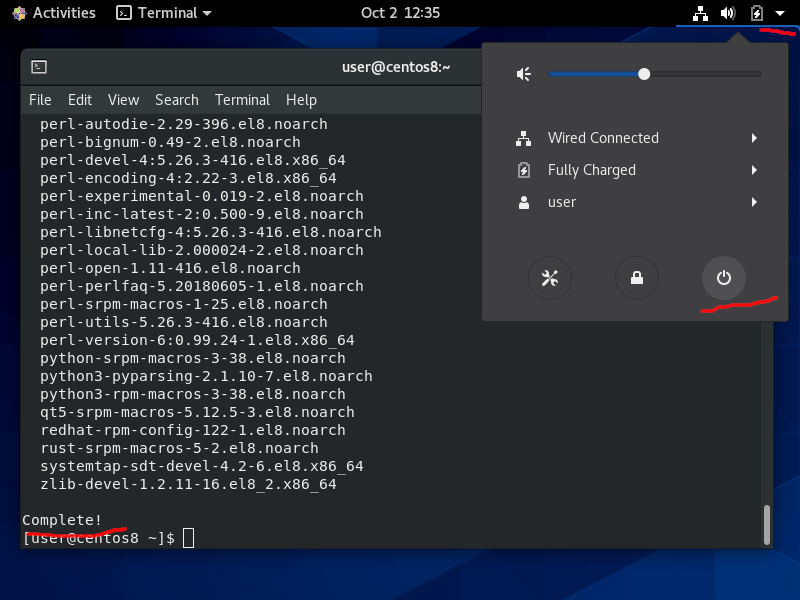 Activities Terminal Oct 2 12:35
user@centos8:~
File Edit View Search Terminal Help
perl-autodie-2.29-396.el8.noarch
perl-bignum-0.49-2.el8.noarch
perl-devel-4:5.26.3-416.el8.x86_64
perl-encoding-4:2.22-3.el8.x86_64
perl-experimental-0.019-2.el8.noarch
perl-inc-latest-2:0.500-9.el8.noarch
perl-libnetcfg-4:5.26.3-416.el8.noarch
perl-local-lib-2.000024-2.el8.noarch
perl-open-1.11-416.el8.noarch
perl-perlfaq-5.20180605-1.el8.noarch
perl-srpm-macros-1-25.el8.noarch
perl-utils-5.26.3-416.el8.noarch
perl-version-6:0.99.24-1.el8.x86_64
python-srpm-macros-3-38.el8.noarch
python3-pyparsing-2.1.10-7.el8.noarch
python3-rpm-macros-3-38.el8.noarch
qt5-srpm-macros-5.12.5-3.el8.noarch
redhat-rpm-config-122-1.el8.noarch
rust-srpm-macros-5-2.el8.noarch
systemtap-sdt-devel-4.2-6.el8.x86_64
zlib-devel-1.2.11-16.el8_2.x86_64
Complete!
[user@centos8 ~]$
Wired Connected
Fully Charged
user